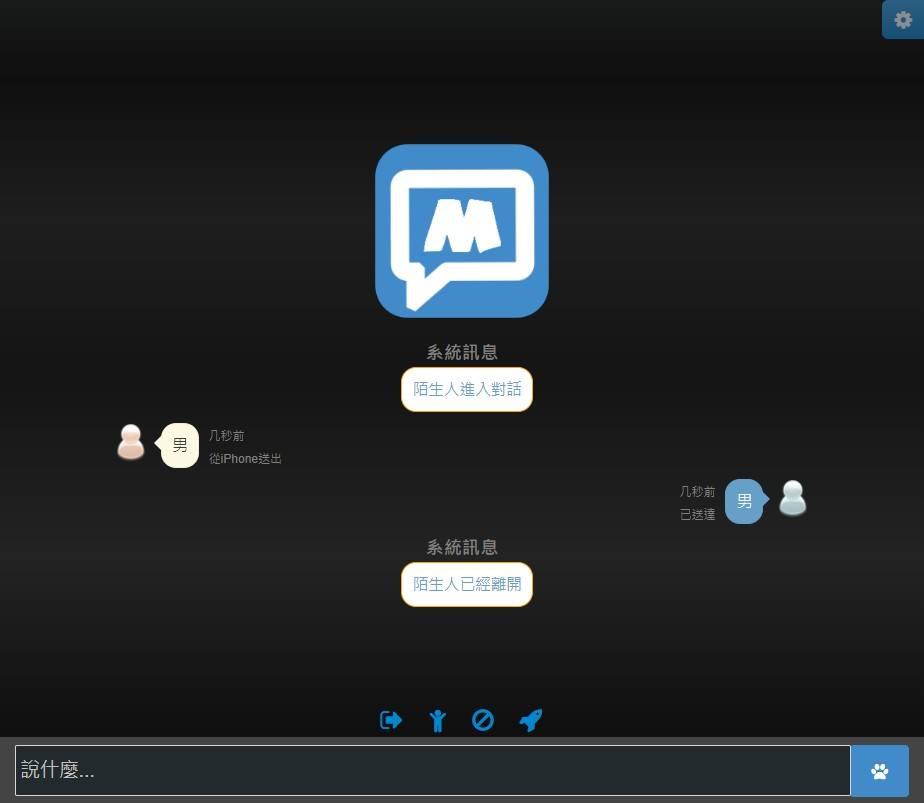 M
系統訊息
陌生人進入對話
男
几秒前
從iPhone送出
几秒前
已送達
男
系統訊息
陌生人已經離開
說什麼...